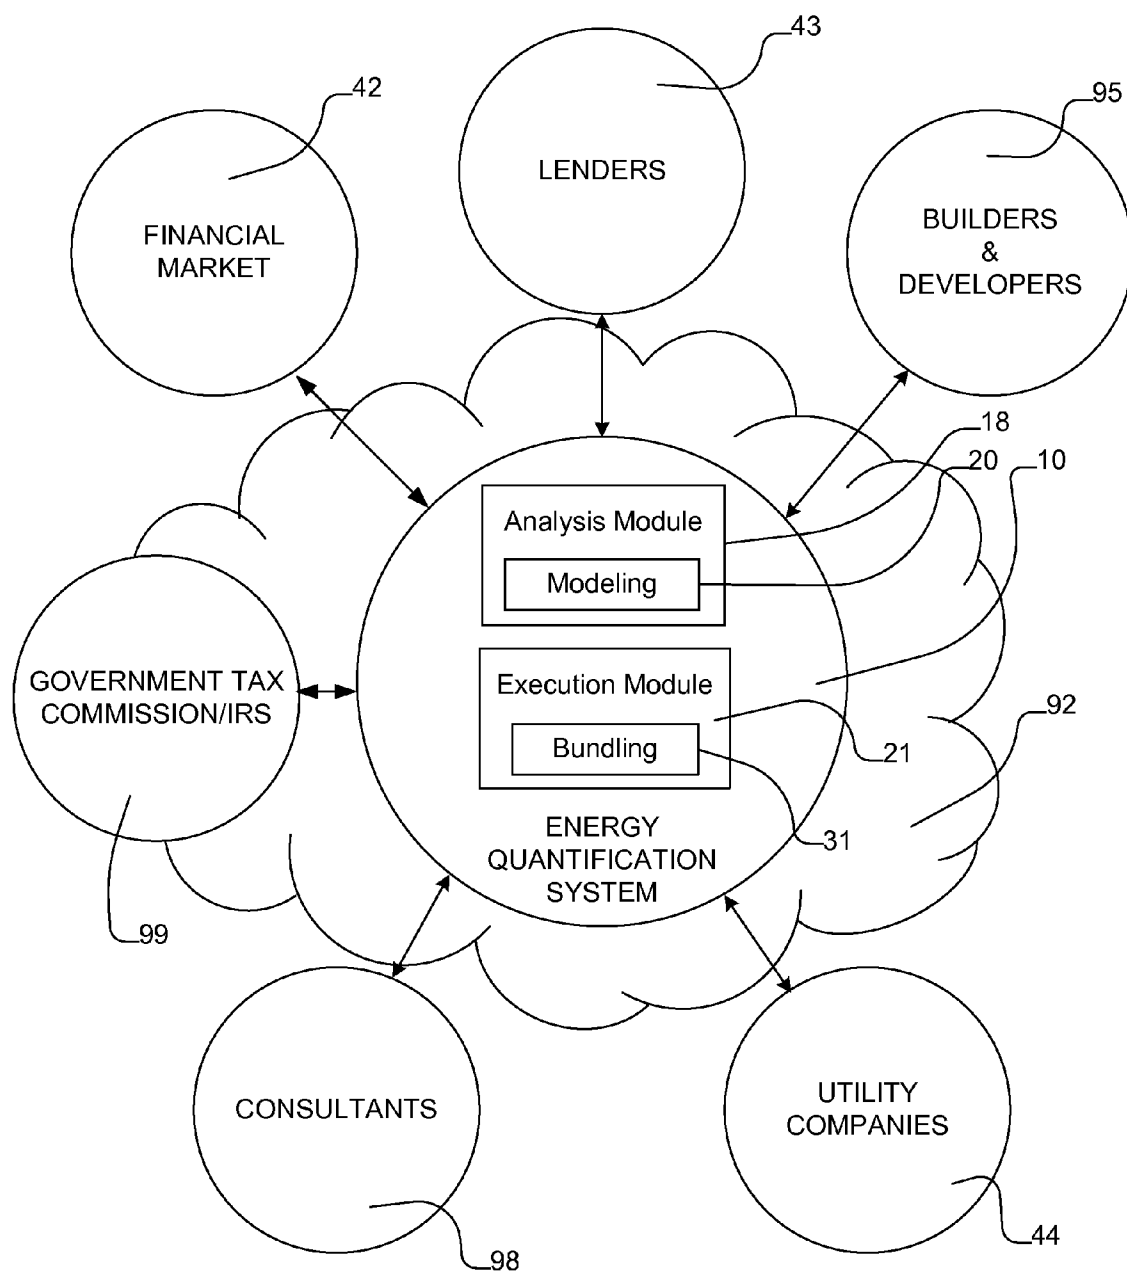 43
42
95
LENDERS
FINANCIAL
MARKET
BUILDERS
&
DEVELOPERS
18
20
10
Analysis Module
Modeling
GOVERNMENT TAX
COMMISSION/IRS
Execution Module
Bundling
92
21
31
ENERGY
QUANTIFICATION
SYSTEM
99
CONSULTANTS
UTILITY
COMPANIES
44
98